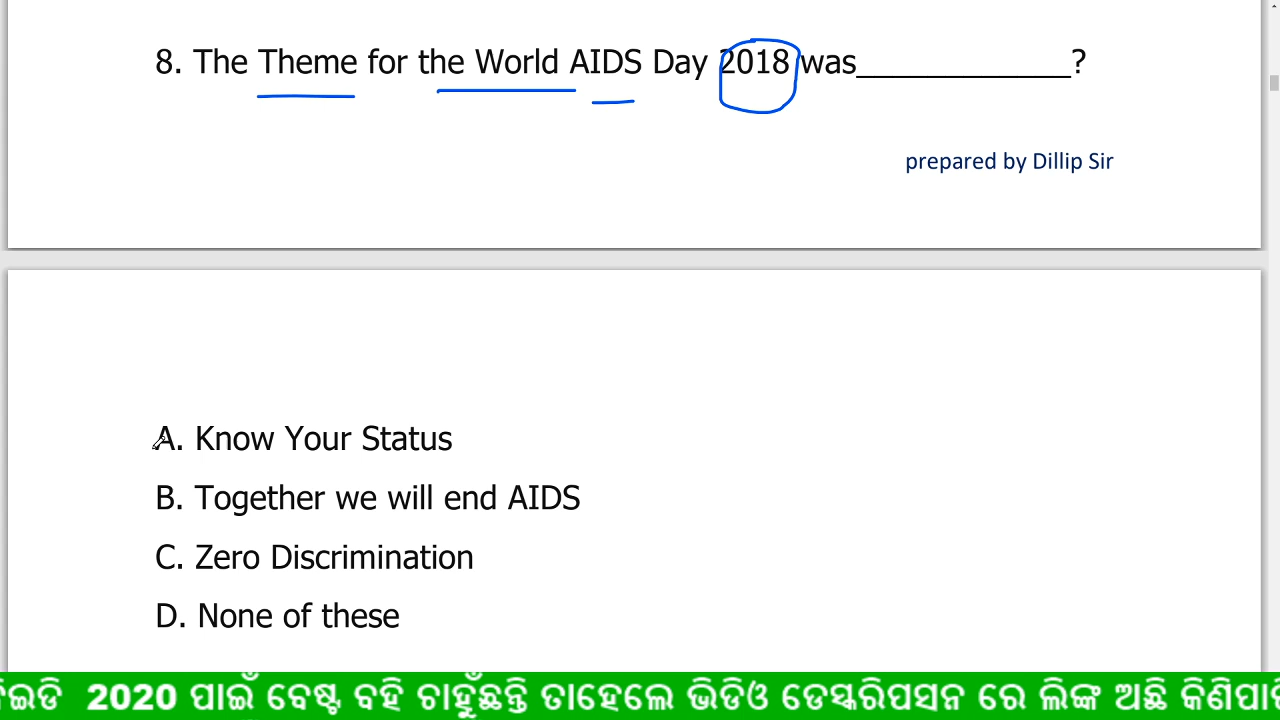 8. The Theme for the World AIDS Day 2018 was_____________?
prepared by Dillip Sir
A. Know Your Status
B. Together we will end AIDS
C. Zero Discrimination
D. None of these
2020 ପାଇଁ ବେଷ୍ଟ ବହି ଚାହୁଁଛନ୍ତି ତାହେଲେ ଭିଡିଓ ଡେସ୍କରିପସନ ରେ ଲିଙ୍କ ଅଛି